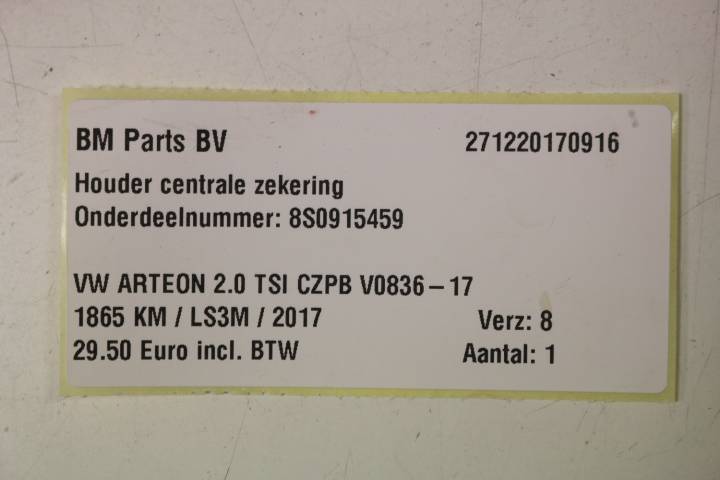 BM Parts BV 271220170916
Houder centrale zekering
Onderdeelnummer: 8S0915459
VW ARTEON 2.0 TSI CZPB V0836-17
1865 KM / LS3M / 2017 Verz: 8
29.50 Euro incl. BTW Aantal: 1